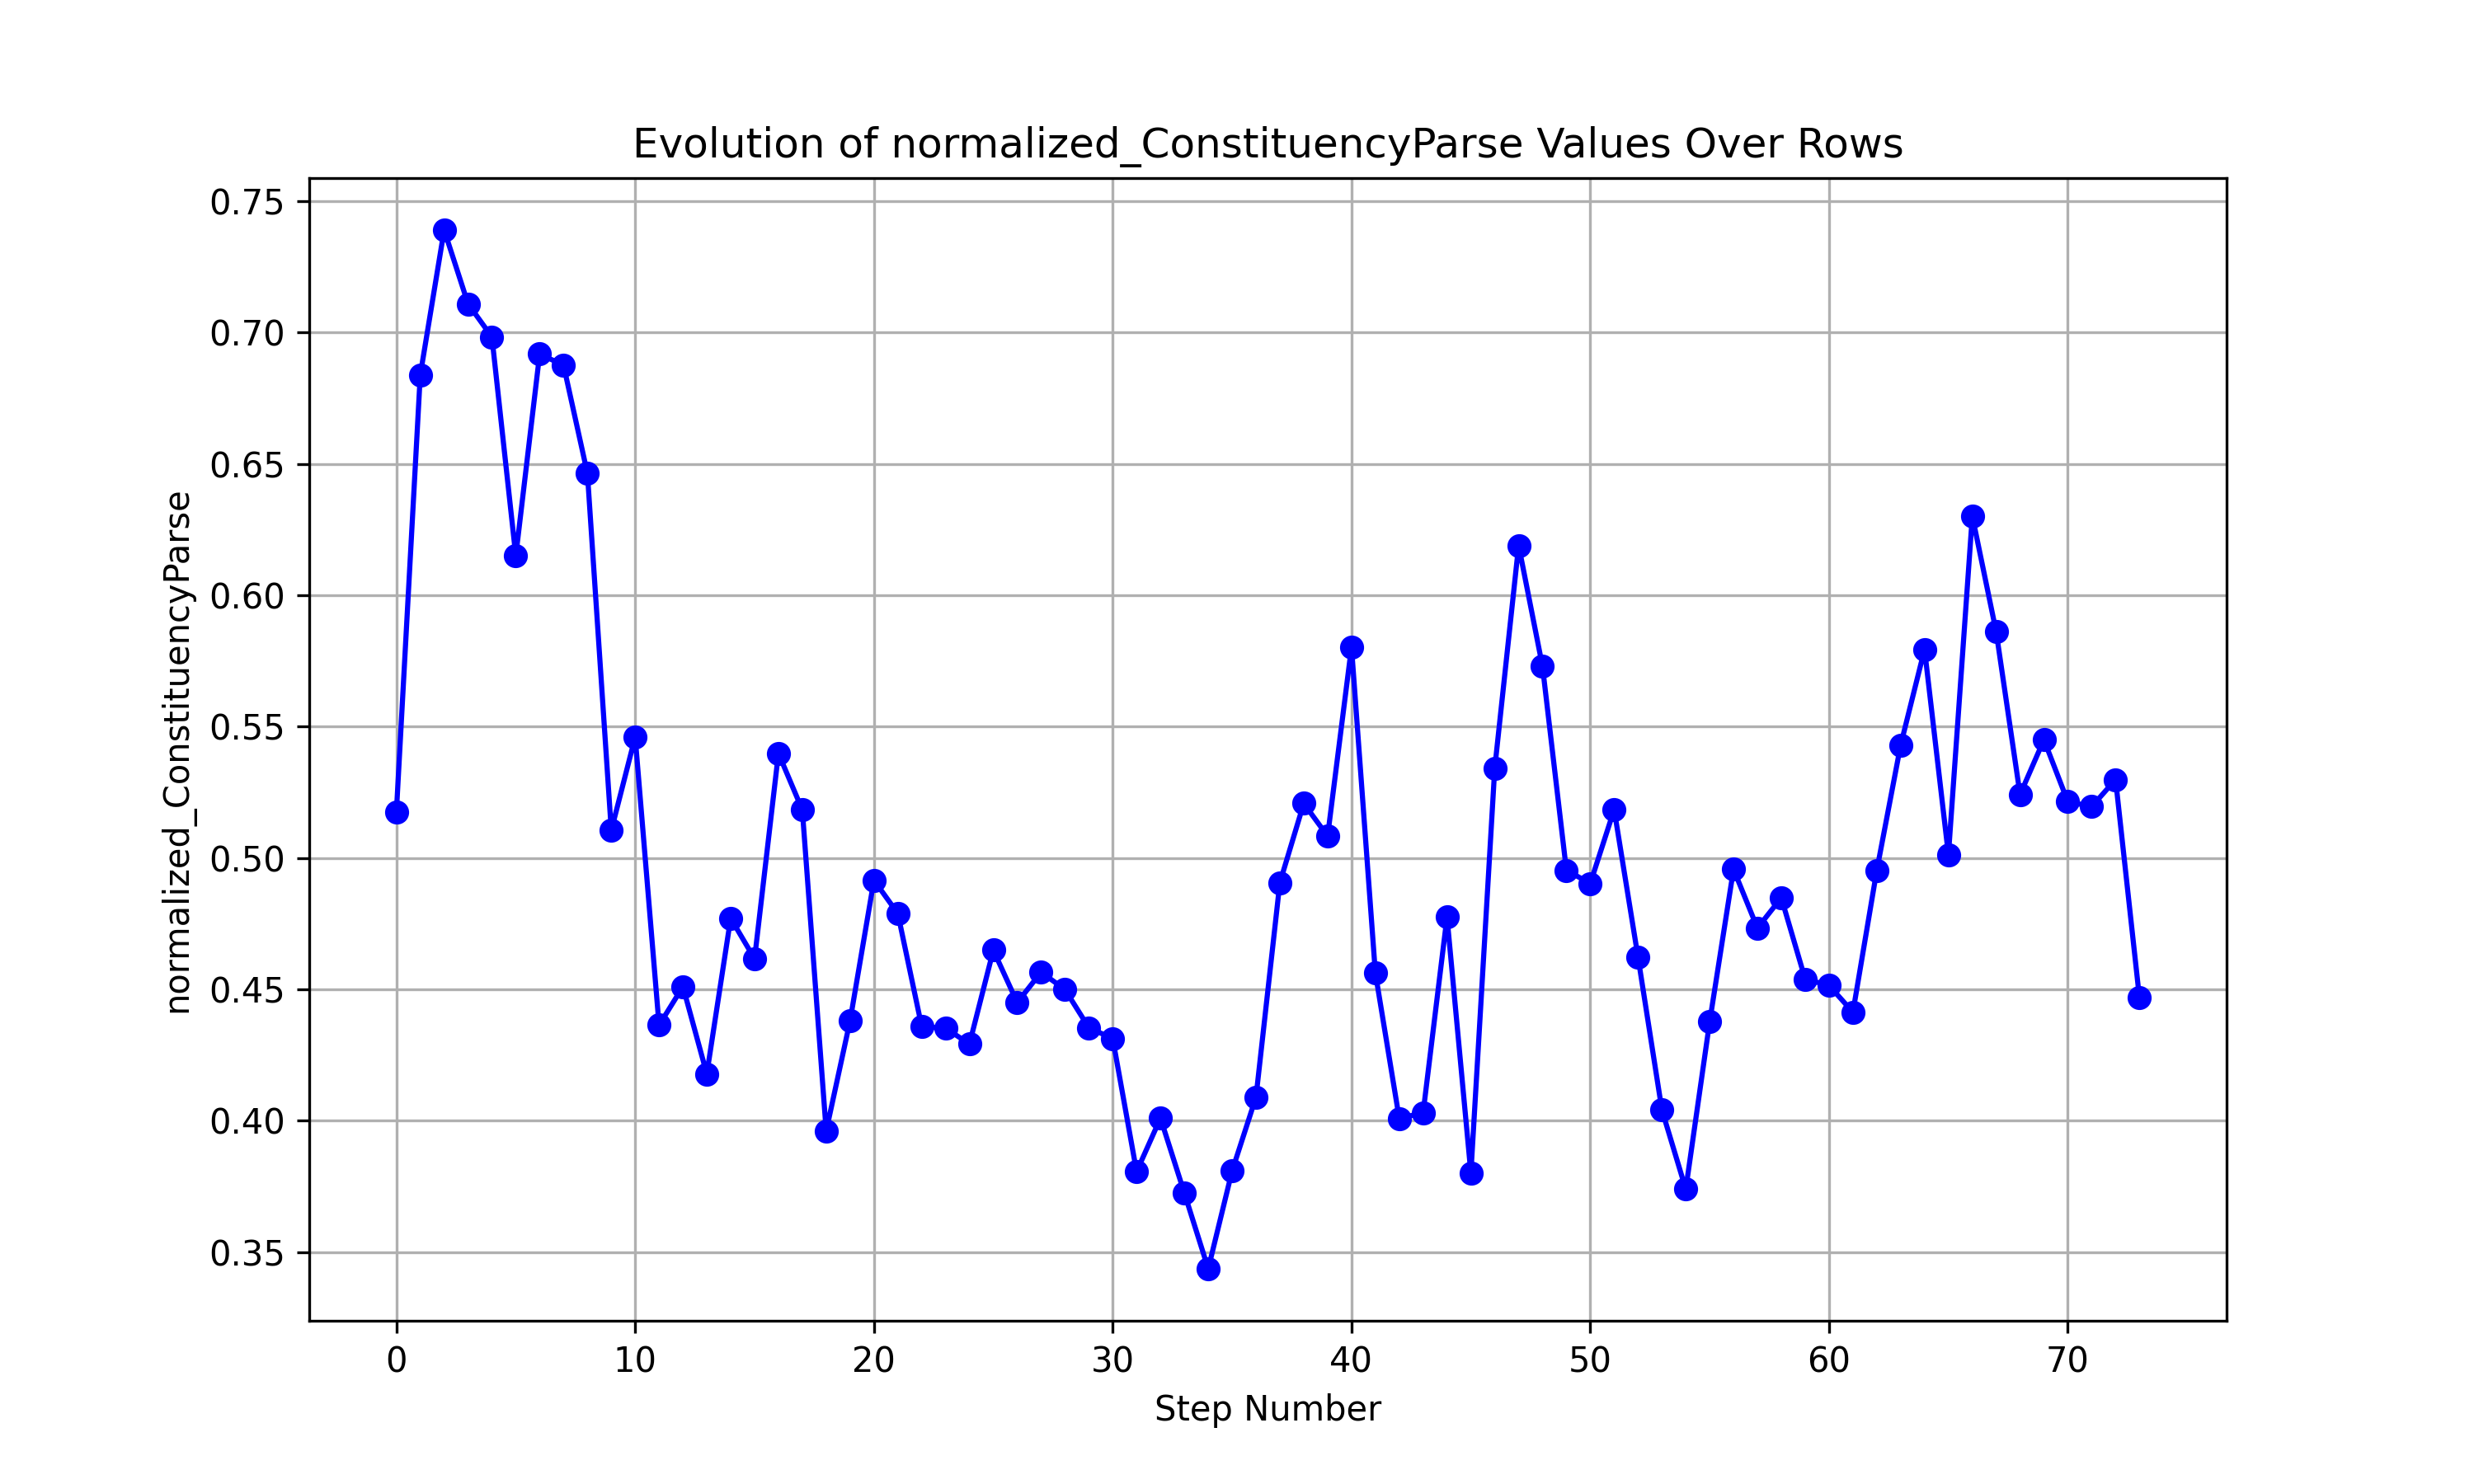 Evolution of normalized_ConstituencyParse Values Over Rows
normalized_ConstituencyParse
0.75
0.70
0.65
0.60
0.55
0.50
0.45
0.40
0.35
0 10 20 30 40 50 60 70
Step Number